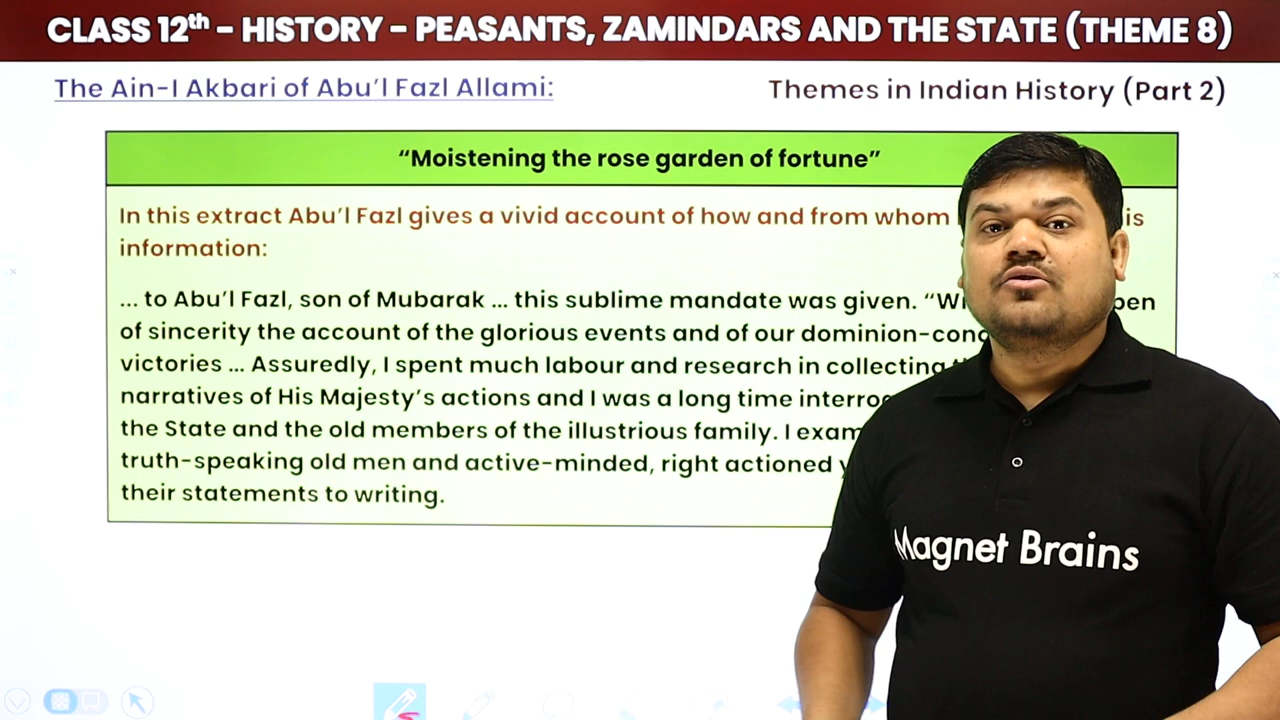 CLASS 12th – HISTORY – PEASANTS, ZAMINDARS AND THE STATE (THEME 8)
The Ain-I Akbari of Abu’l Fazl Allami:
Themes in Indian History (Part 2)
“Moistening the rose garden of fortune”
In this extract Abu’l Fazl gives a vivid account of how and from whom is
information:
... to Abu’l Fazl, son of Mubarak ... this sublime mandate was given. “ pen
of sincerity the account of the glorious events and of our
victories ... Assuredly, I spent much labour and research in collecting
narratives of His Majesty’s actions and I was a long time
the State and the old members of the illustrious family. I
truth-speaking old men and active-minded, right actioned
their statements to writing.
Magnet Brains